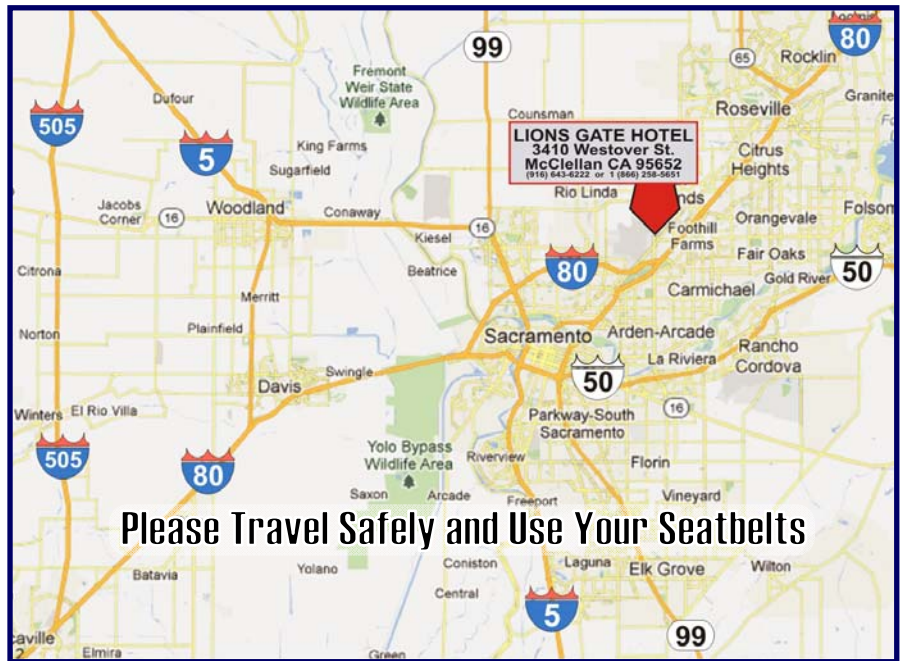 99
80
65
Rocklin
505
Dufour
Fremont
Weir State
Wildlife Area
Counsman
Roseville
Granite
5
King Farms
Sugarfield
LIONS GATE HOTEL
3410 Westover St.
McClellan CA 95652
(916) 643-6222 or 1 (866) 258-5651
Citrus
Heights
Rio Linda
nds
Jacobs
Corner
16
Woodland
Conaway
Kiesel
16
Foothill
Farms
Orangevale
Folsom
Citrona
Beatrice
80
Fair Oaks
Gold River
50
Carmichael
Merritt
Norton
Plainfield
Sacramento
Arden-Arcade
Rancho
Cordova
La Riviera
Swingle
Davis
50
16
Winters
El Rio Villa
Parkway-South
Sacramento
505
80
Yolo Bypass
Wildlife Area
Riverview
Florin
Saxon
Arcade
Freeport
Vineyard
Please Travel Safely and Use Your Seatbelts
Batavia
Yolano
Coniston
Laguna
Elk Grove
Wilton
Central
5
99
caville
2
Elmira
Green